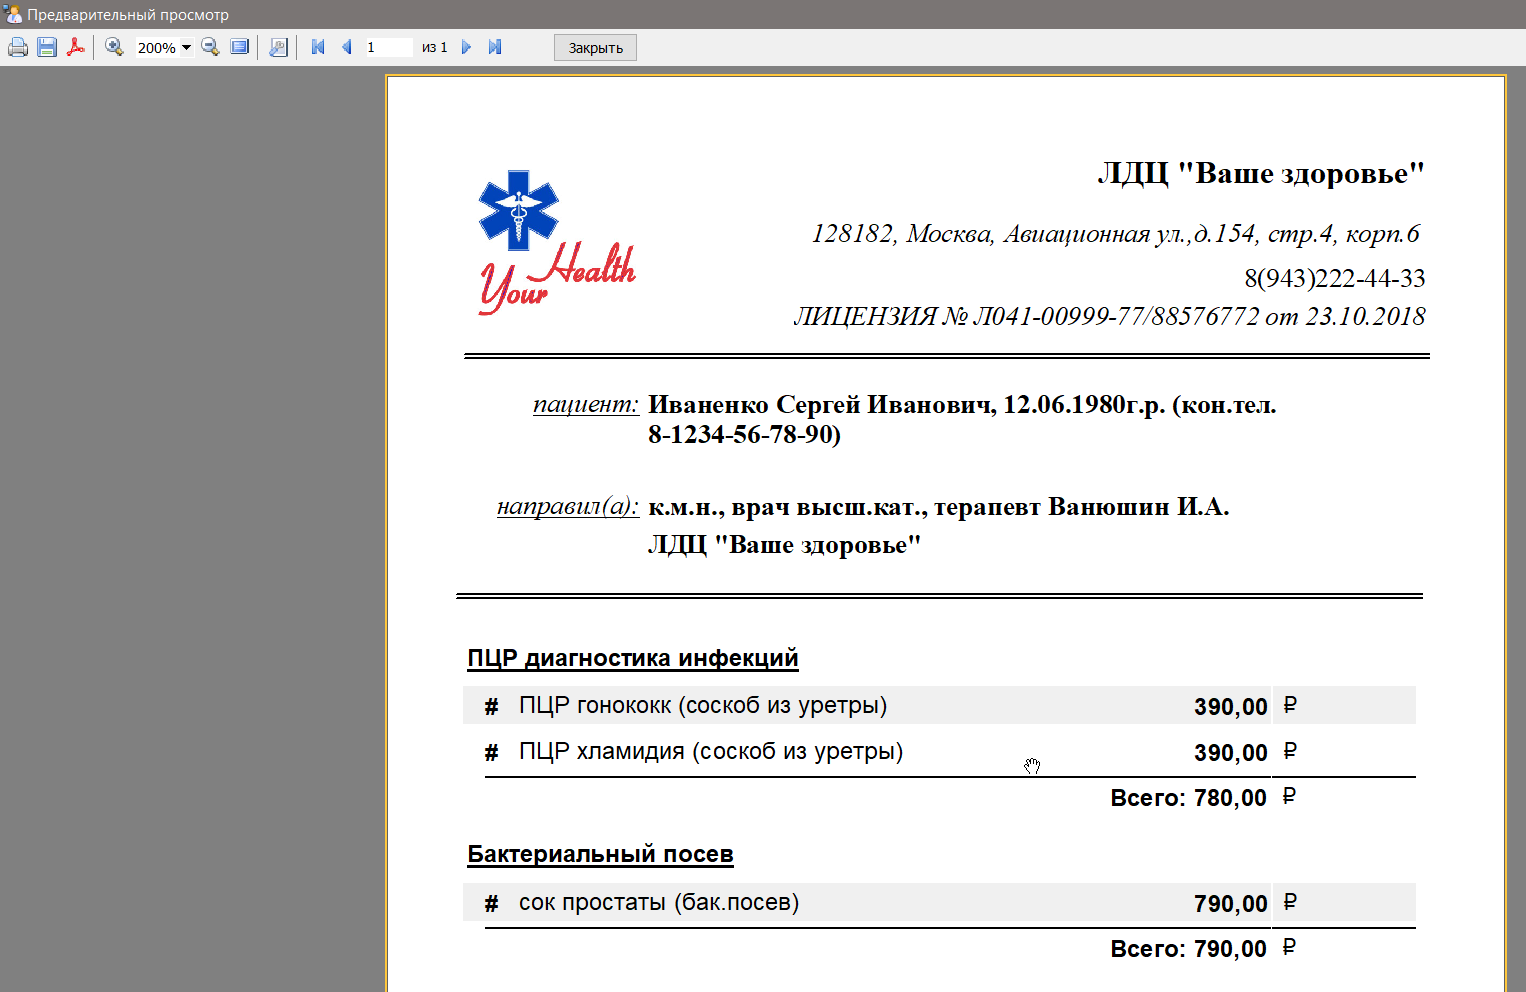 Предварительный просмотр
200% 1 из 1 Закрыть
ЛДЦ "Ваше здоровье"
128182, Москва, Авиационная ул.,д.154, стр.4, корп.6
8(943)222-44-33
ЛИЦЕНЗИЯ № Л041-00999-77/88576772 от 23.10.2018
Your Health
пациент: Иваненко Сергей Иванович, 12.06.1980г.р. (кон.тел.
8-1234-56-78-90)
направил(а): к.м.н., врач высш.кат., терапевт Ванюшин И.А.
ЛДЦ "Ваше здоровье"
ПЦР диагностика инфекций
# ПЦР гонококк (соскоб из уретры) 390,00 ₽
# ПЦР хламидия (соскоб из уретры) 390,00 ₽
Всего: 780,00 ₽
Бактериальный посев
# сок простаты (бак.посев) 790,00 ₽
Всего: 790,00 ₽